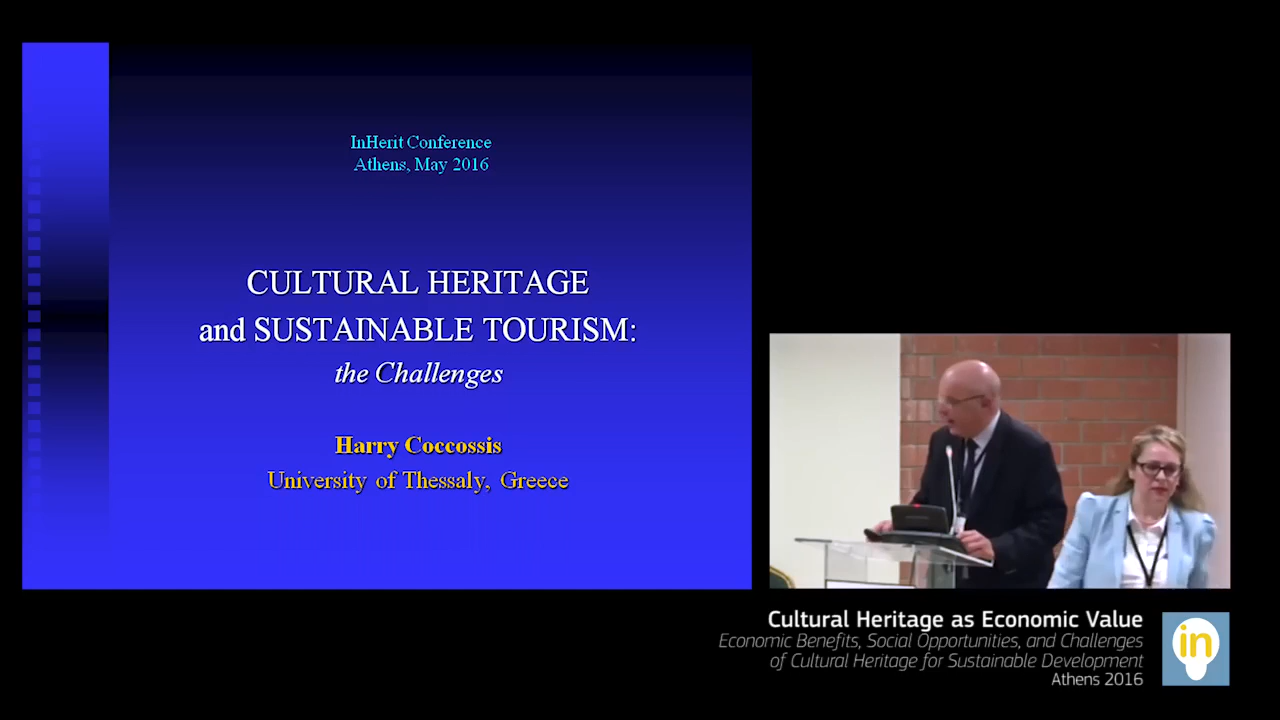 InHerit Conference
Athens, May 2016
CULTURAL HERITAGE
and SUSTAINABLE TOURISM:
the Challenges
Harry Coccossis
University of Thessaly, Greece
Cultural Heritage as Economic Value
Economic Benefits, Social Opportunities, and Challenges
of Cultural Heritage for Sustainable Development
Athens 2016
in